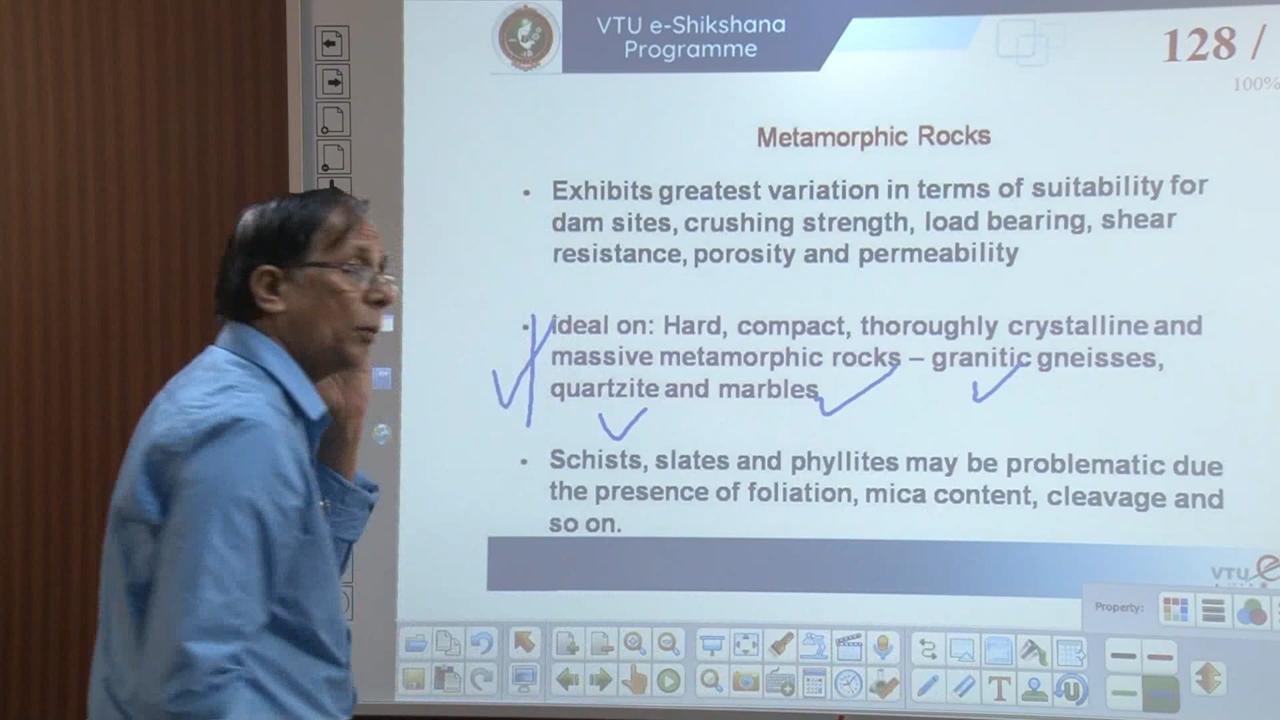 VTU e-Shikshana
Programme
128 /
100%
Metamorphic Rocks
• Exhibits greatest variation in terms of suitability for
dam sites, crushing strength, load bearing, shear
resistance, porosity and permeability
• Ideal on: Hard, compact, thoroughly crystalline and
massive metamorphic rocks – granitic gneisses,
quartzite and marbles
• Schists, slates and phyllites may be problematic due
the presence of foliation, mica content, cleavage and
so on.
VTU e
Property: